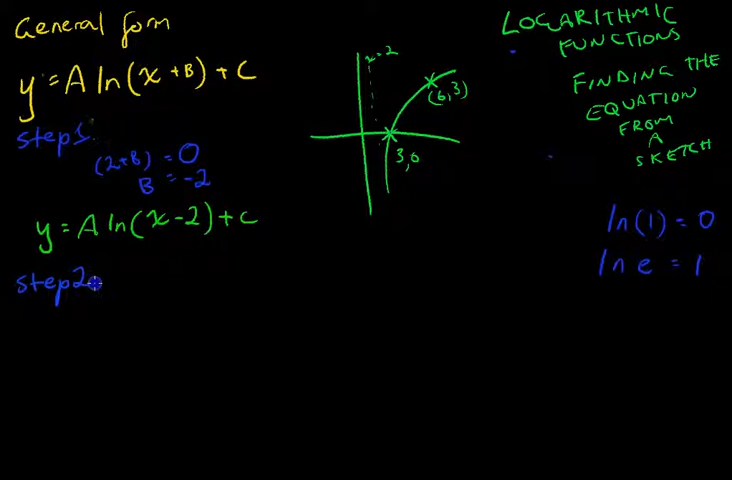 General form
y = A ln(x + B) + C
step1.
(2+B) = 0
B = -2
y = A ln(x - 2) + C
step2
x=2
(6,3)
3,0
LOGARITHMIC
FUNCTIONS
FINDING THE
EQUATION
FROM
A
SKETCH
ln(1) = 0
ln e = 1